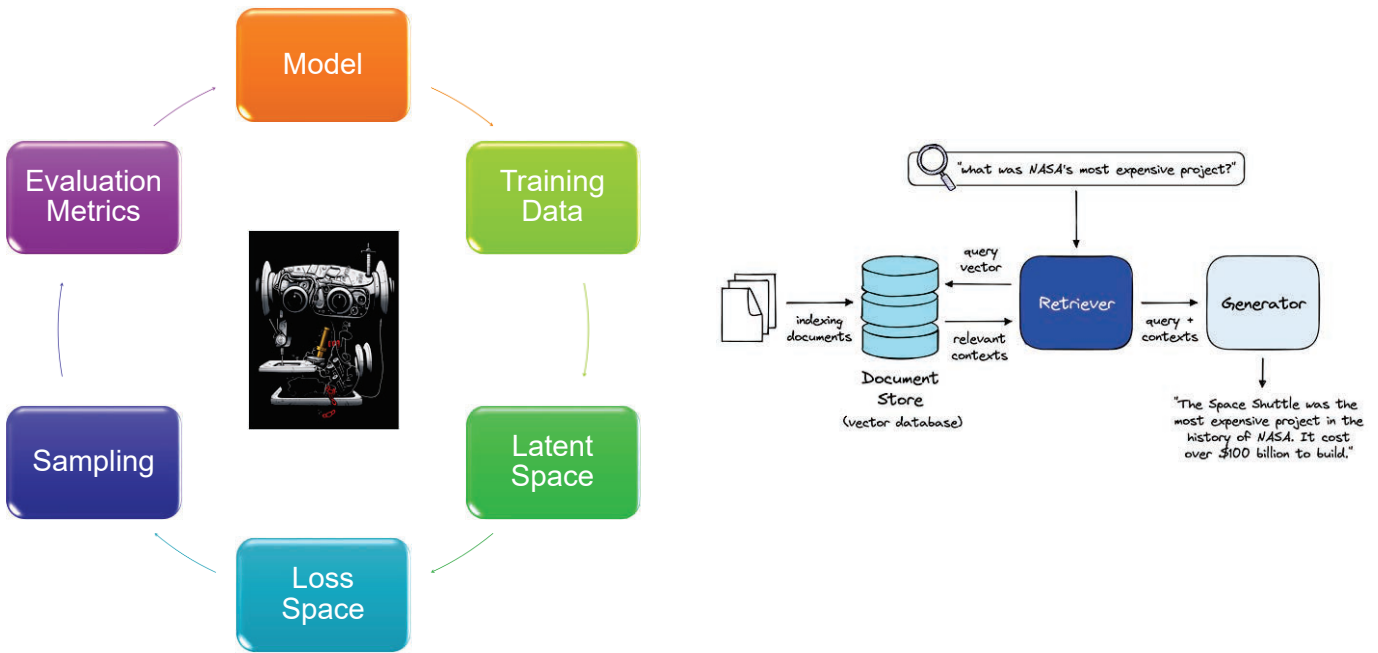 Model
Training
Data
Latent
Space
Loss
Space
Sampling
Evaluation
Metrics
"what was NASA's most expensive project?"
indexing
documents
Document
Store
(vector database)
query
vector
relevant
contexts
Retriever
query +
contexts
Generator
"The Space Shuttle was the
most expensive project in the
history of NASA. It cost
over $100 billion to build."